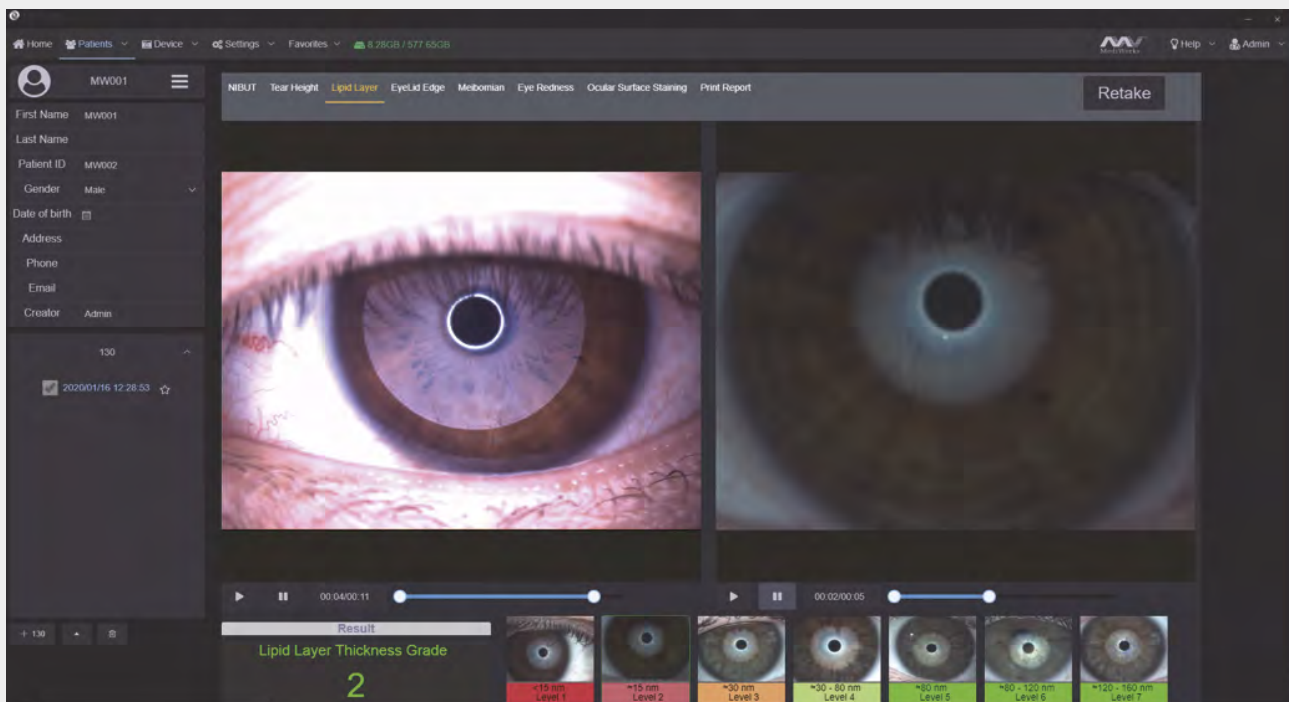 Home Patients Device Settings Favorites 8.28GB / 577.65GB MediWorks Help Admin
MW001
NIBUT Tear Height Lipid Layer EyeLid Edge Meibomian Eye Redness Ocular Surface Staining Print Report
Retake
First Name MW001
Last Name
Patient ID MW002
Gender Male
Date of birth
Address
Phone
Email
Creator Admin
130
2020/01/16 12:28:53
00:04/00:11
00:02/00:05
+ 130
Result
Lipid Layer Thickness Grade
2
<15 nm
Level 1
≈15 nm
Level 2
≈30 nm
Level 3
≈30 - 80 nm
Level 4
≈80 nm
Level 5
≈80 - 120 nm
Level 6
≈120 - 160 nm
Level 7